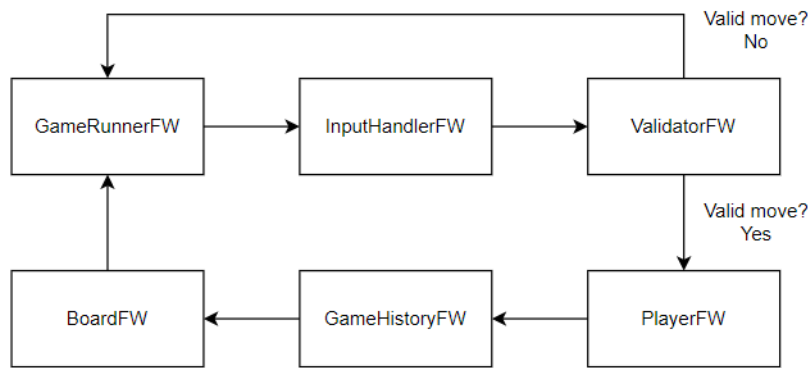 Valid move?
No
GameRunnerFW
InputHandlerFW
ValidatorFW
Valid move?
Yes
BoardFW
GameHistoryFW
PlayerFW